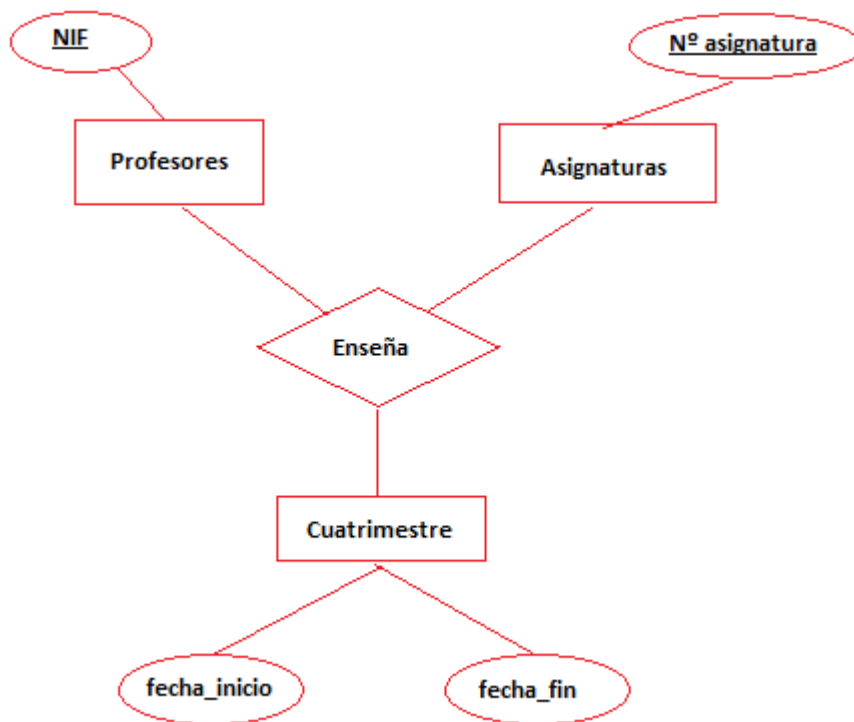 NIF
Nº asignatura
Profesores
Asignaturas
Enseña
Cuatrimestre
fecha_inicio
fecha_fin